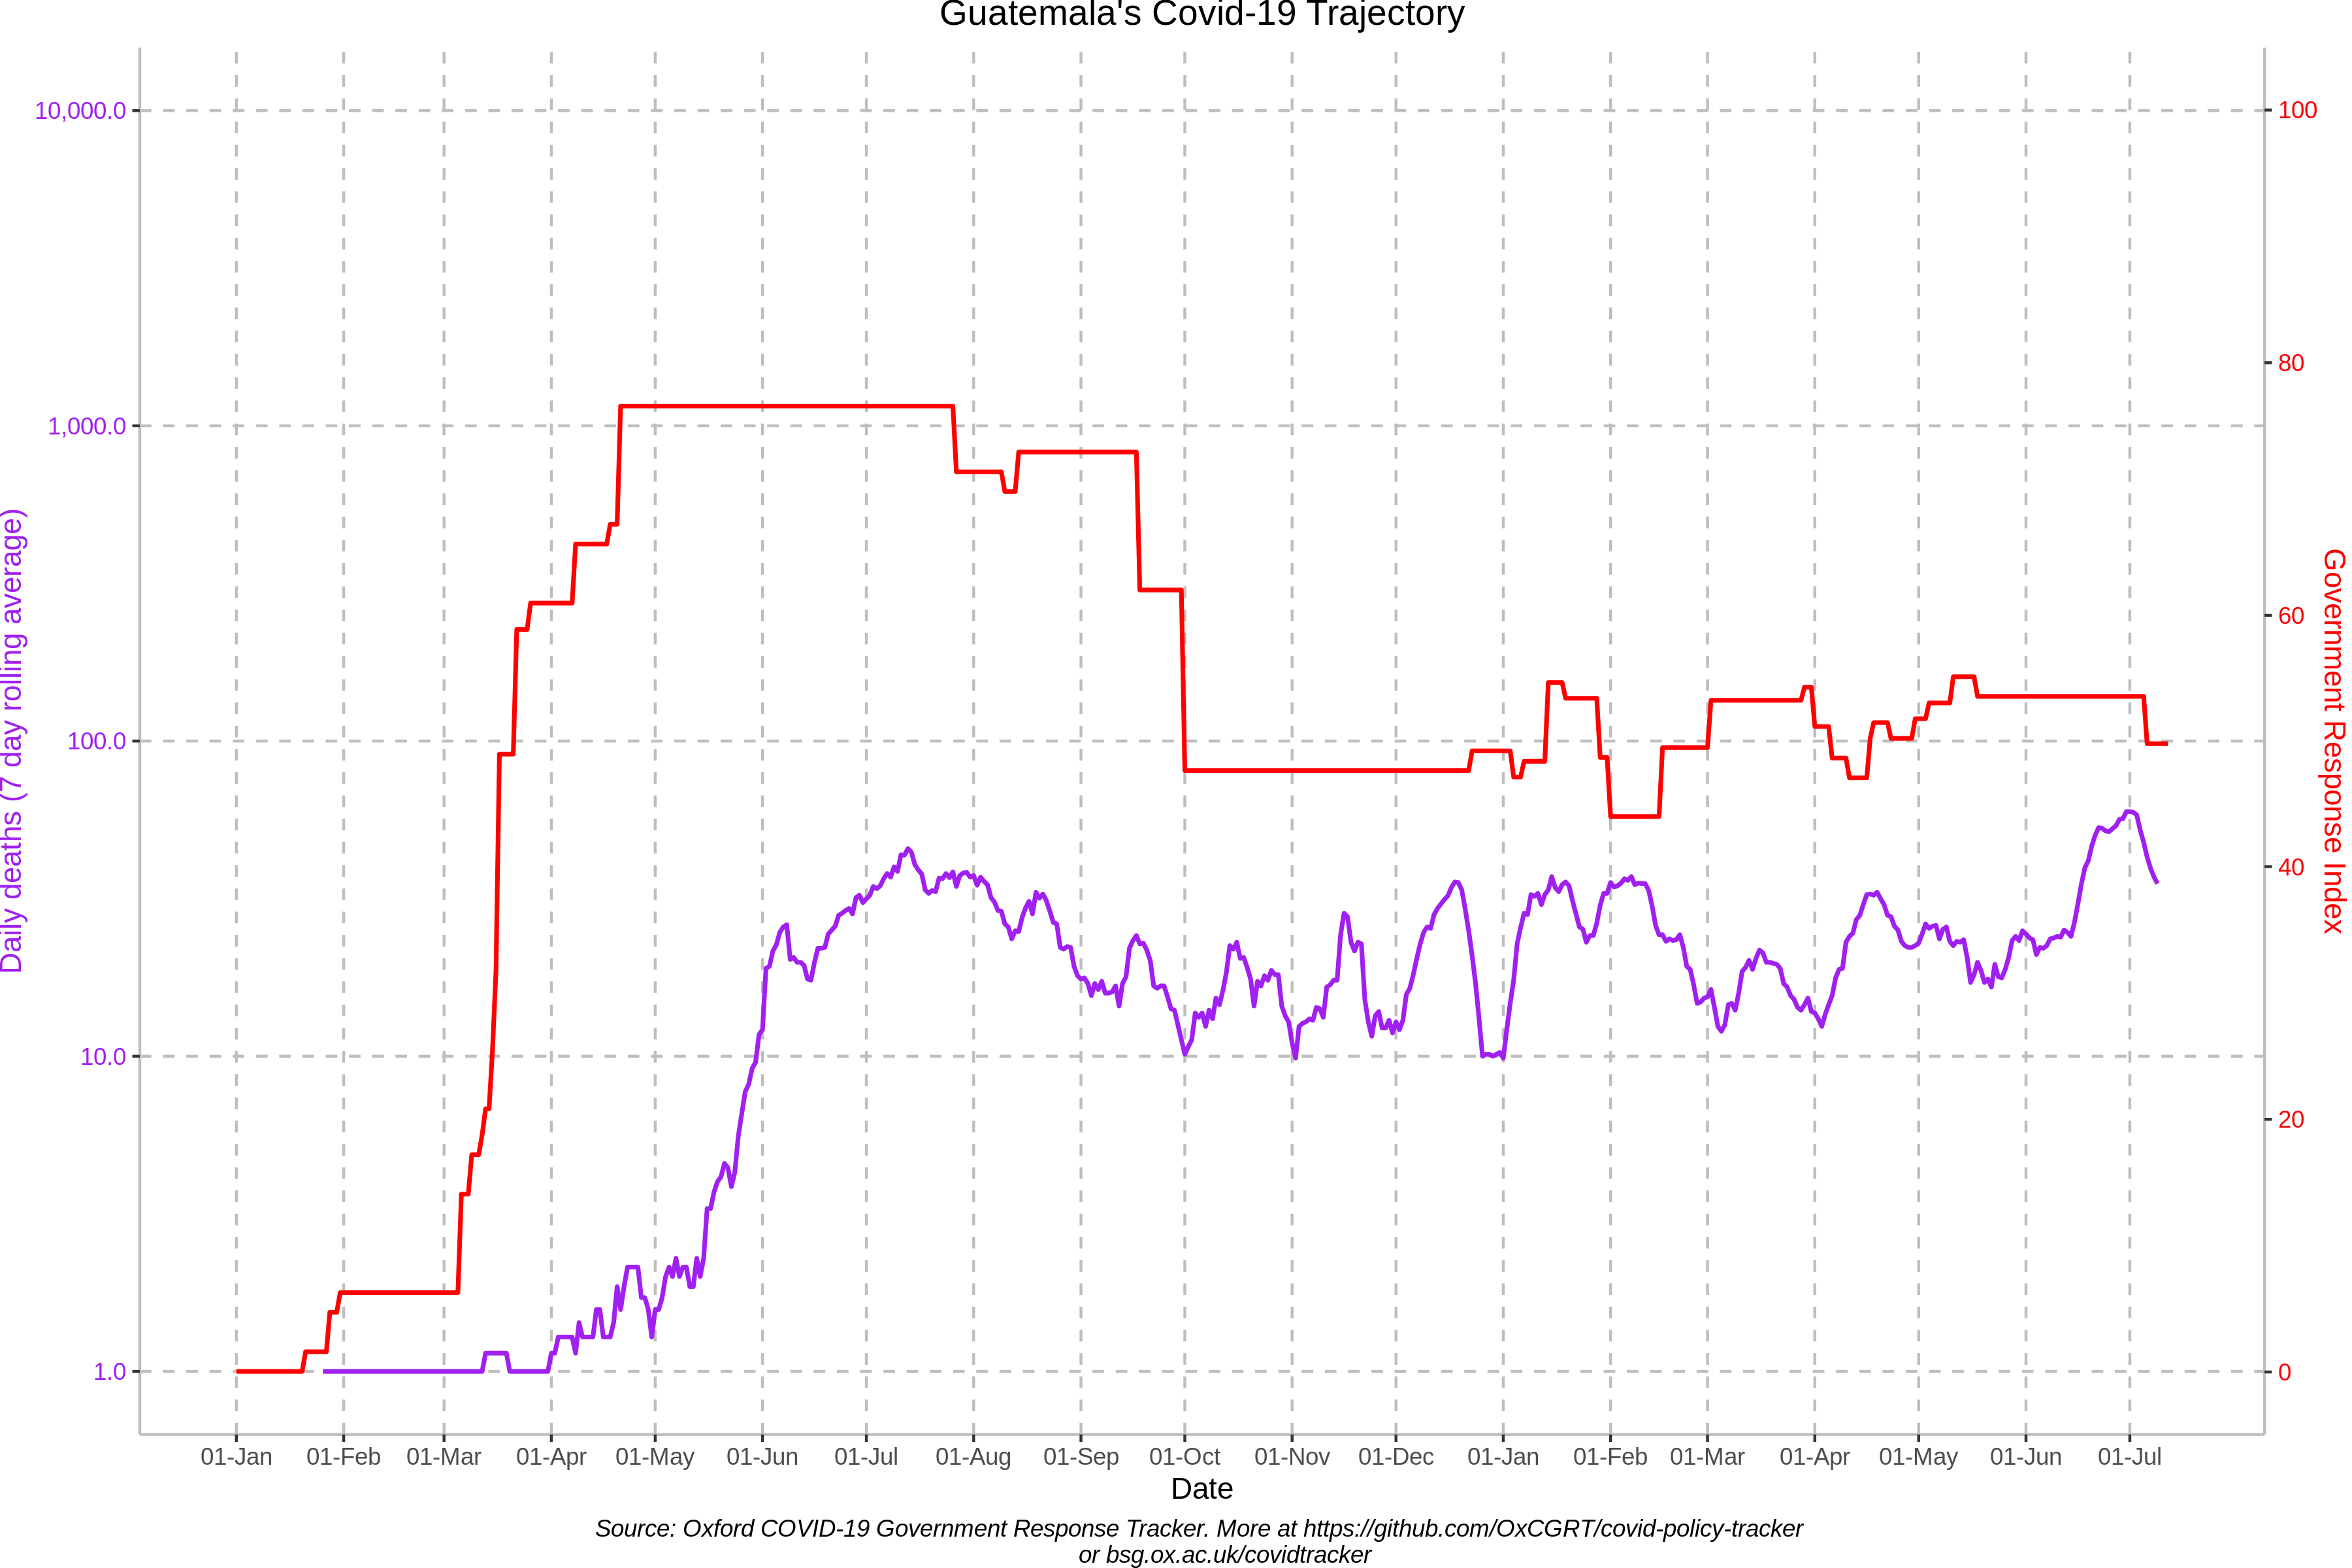 Guatemala's Covid-19 Trajectory
10,000.0
1,000.0
100.0
10.0
1.0
Daily deaths (7 day rolling average)
100
80
60
40
20
0
Government Response Index
01-Jan 01-Feb 01-Mar 01-Apr 01-May 01-Jun 01-Jul 01-Aug 01-Sep 01-Oct 01-Nov 01-Dec 01-Jan 01-Feb 01-Mar 01-Apr 01-May 01-Jun 01-Jul
Date
Source: Oxford COVID-19 Government Response Tracker. More at https://github.com/OxCGRT/covid-policy-tracker
or bsg.ox.ac.uk/covidtracker